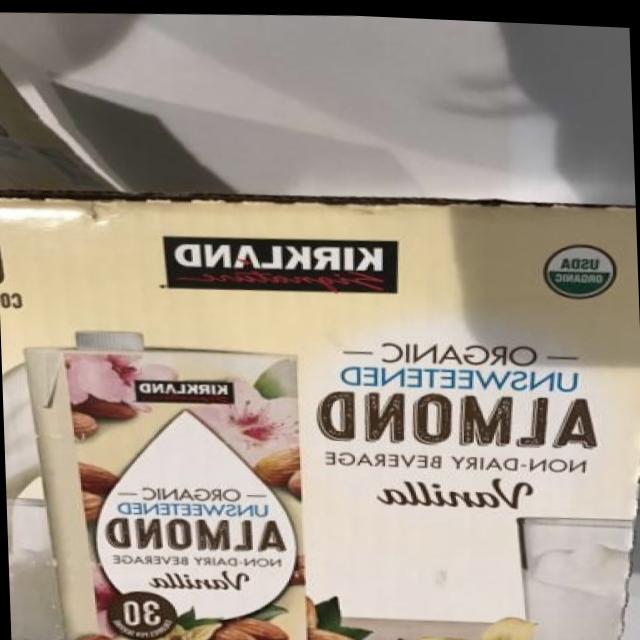 KIRKLAND
Signature
USDA
ORGANIC
CO
ORGANIC
UNSWEETENED
ALMOND
NON-DAIRY BEVERAGE
Vanilla
KIRKLAND
ORGANIC
UNSWEETENED
ALMOND
NON-DAIRY BEVERAGE
Vanilla
30